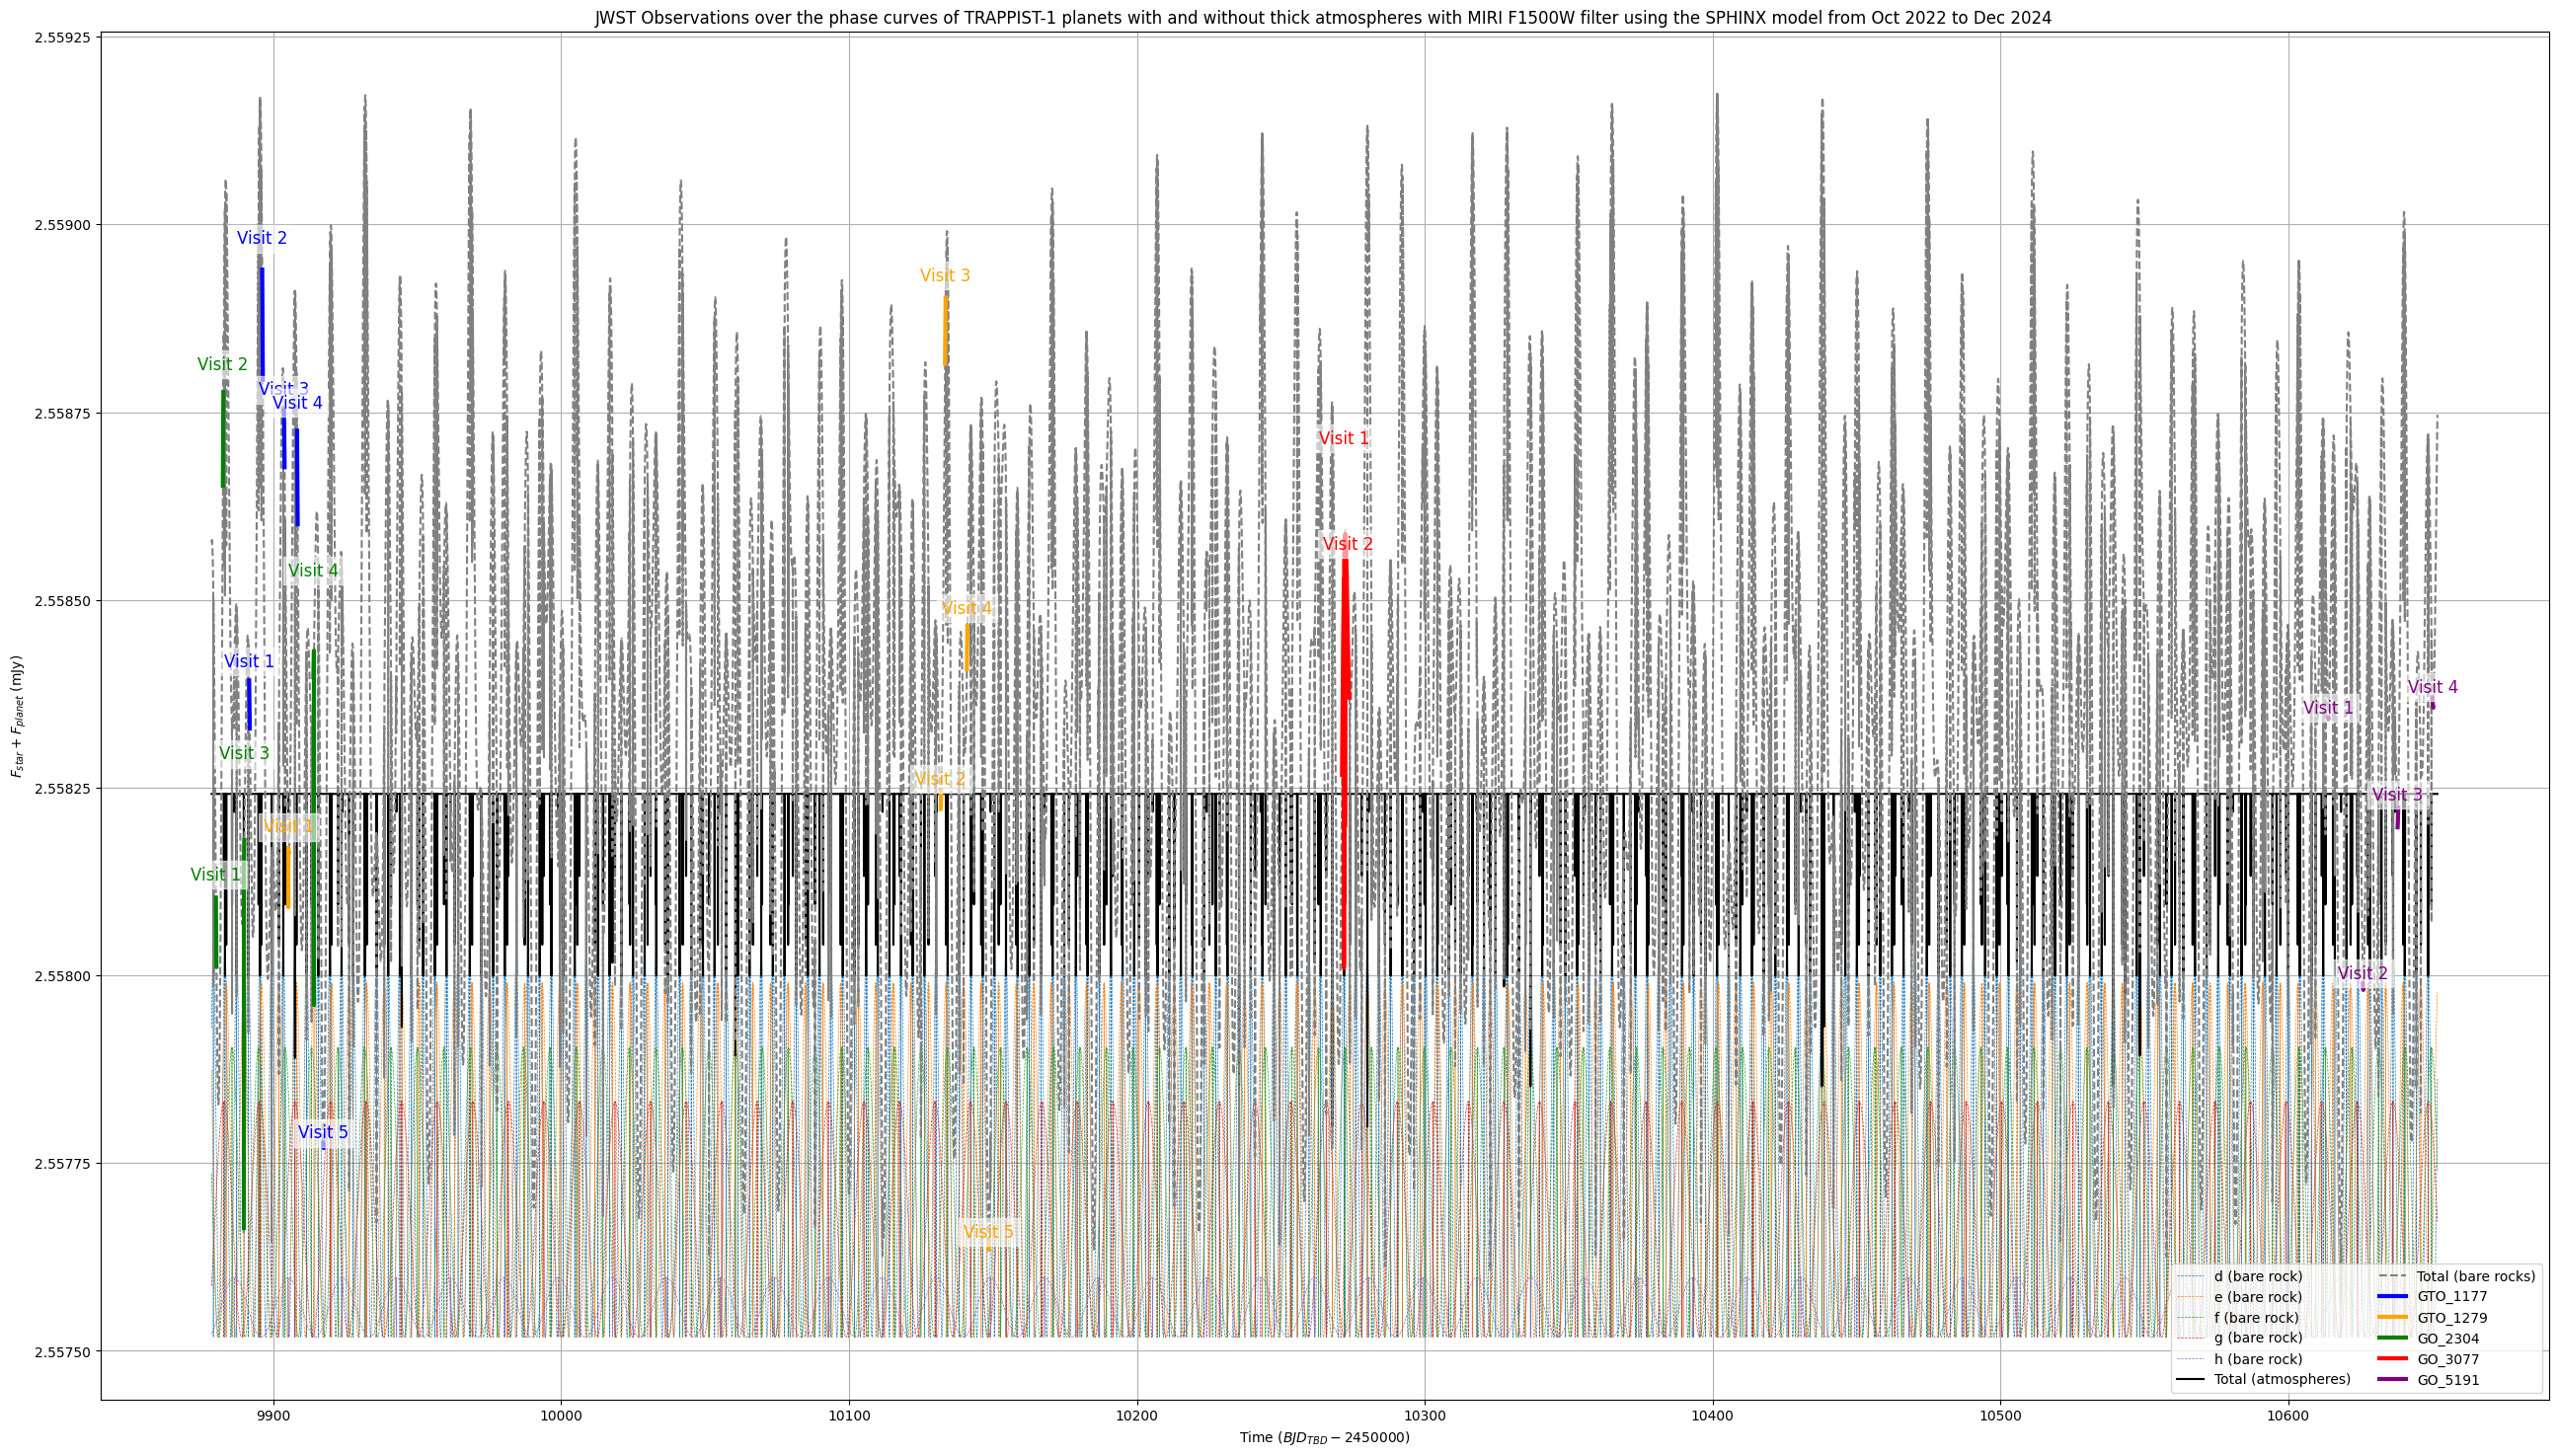 JWST Observations over the phase curves of TRAPPIST-1 planets with and without thick atmospheres with MIRI F1500W filter using the SPHINX model from Oct 2022 to Dec 2024
2.55925
2.55900
2.55875
2.55850
2.55825
2.55800
2.55775
2.55750
F_star + F_planet (mJy)
Visit 2
Visit 3
Visit 2
Visit 3
Visit 4
Visit 1
Visit 2
Visit 4
Visit 4
Visit 1
Visit 4
Visit 1
Visit 3
Visit 2
Visit 3
Visit 1
Visit 1
Visit 2
Visit 5
Visit 5
d (bare rock)
e (bare rock)
f (bare rock)
g (bare rock)
h (bare rock)
Total (atmospheres)
Total (bare rocks)
GTO_1177
GTO_1279
GO_2304
GO_3077
GO_5191
9900
10000
10100
10200
10300
10400
10500
10600
Time (BJD_TBD − 2450000)